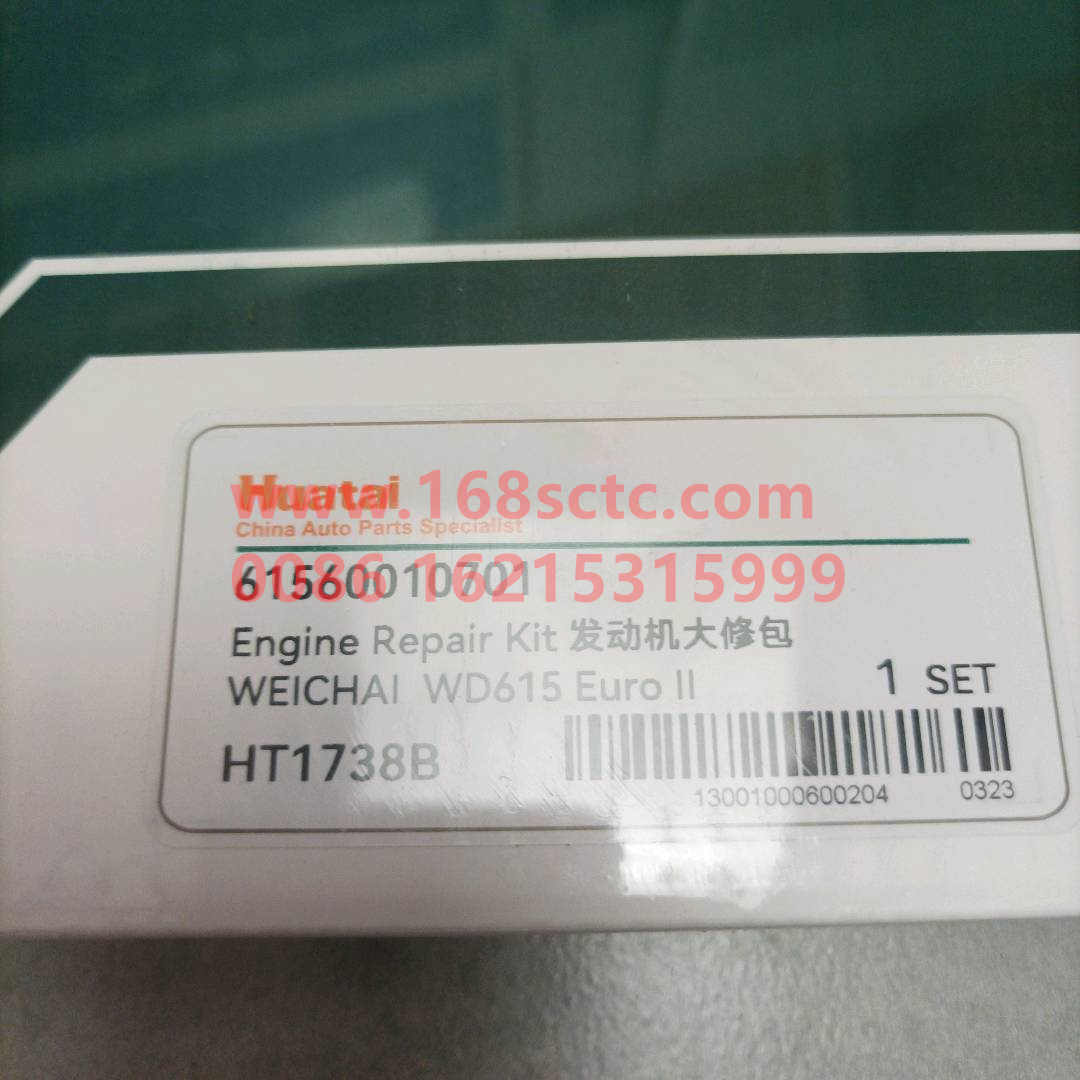 Huatai
www.168sctc.com
China Auto Parts Specialist
61560010701
0086 16215315999
Engine Repair Kit 发动机大修包
WEICHAI WD615 Euro II
1 SET
HT1738B
13001000600204 0323